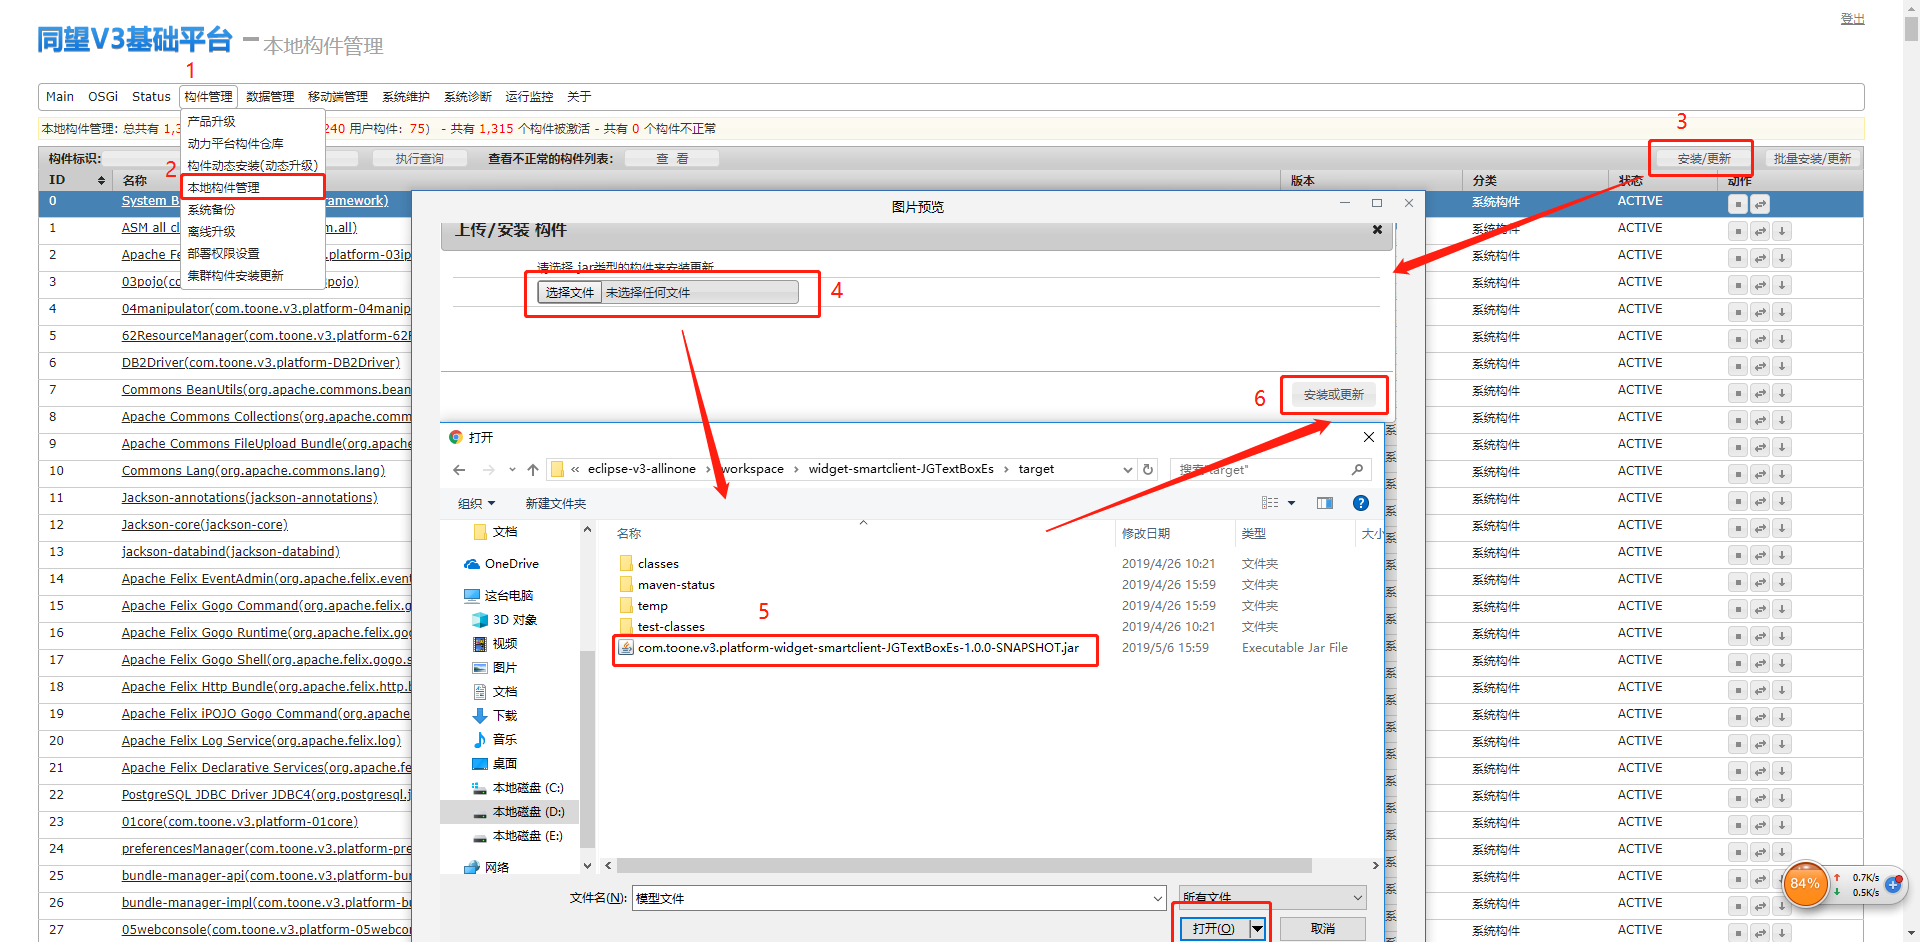 登出
同望V3基础平台 – 本地构件管理
1
Main OSGi Status 构件管理 数据管理 移动端管理 系统维护 系统诊断 运行监控 关于
产品升级
动力平台构件仓库
构件动态安装(动态升级)
2
本地构件管理
系统备份
离线升级
部署权限设置
集群构件安装更新
本地构件管理: 总共有 1,3 240 用户构件: 75) - 共有 1,315 个构件被激活 - 共有 0 个构件不正常
3
构件标识: 执行查询 查看不正常的构件列表: 查 看 安装/更新 批量安装/更新
ID 名称 版本 分类 状态 动作
0 System B ramework) 系统构件 ACTIVE
1 ASM all cl m.all) 系统构件 ACTIVE
2 Apache Fel platform-03ip 系统构件 ACTIVE
3 03pojo(co pojo) 系统构件 ACTIVE
4 04manipulator(com.toone.v3.platform-04manip 系统构件 ACTIVE
5 62ResourceManager(com.toone.v3.platform-62R 系统构件 ACTIVE
6 DB2Driver(com.toone.v3.platform-DB2Driver) 系统构件 ACTIVE
7 Commons BeanUtils(org.apache.commons.bean 系统构件 ACTIVE
8 Apache Commons Collections(org.apache.comm 系统构件 ACTIVE
9 Apache Commons FileUpload Bundle(org.apache 系统构件 ACTIVE
10 Commons Lang(org.apache.commons.lang) 系统构件 ACTIVE
11 Jackson-annotations(jackson-annotations) 系统构件 ACTIVE
12 Jackson-core(jackson-core) 系统构件 ACTIVE
13 jackson-databind(jackson-databind) 系统构件 ACTIVE
14 Apache Felix EventAdmin(org.apache.felix.event 系统构件 ACTIVE
15 Apache Felix Gogo Command(org.apache.felix.g 系统构件 ACTIVE
16 Apache Felix Gogo Runtime(org.apache.felix.gog 系统构件 ACTIVE
17 Apache Felix Gogo Shell(org.apache.felix.gogo.s 系统构件 ACTIVE
18 Apache Felix Http Bundle(org.apache.felix.http.b 系统构件 ACTIVE
19 Apache Felix iPOJO Gogo Command(org.apache 系统构件 ACTIVE
20 Apache Felix Log Service(org.apache.felix.log) 系统构件 ACTIVE
21 Apache Felix Declarative Services(org.apache.fe 系统构件 ACTIVE
22 PostgreSQL JDBC Driver JDBC4(org.postgresql.j 系统构件 ACTIVE
23 01core(com.toone.v3.platform-01core) 系统构件 ACTIVE
24 preferencesManager(com.toone.v3.platform-pre 系统构件 ACTIVE
25 bundle-manager-api(com.toone.v3.platform-bun 系统构件 ACTIVE
26 bundle-manager-impl(com.toone.v3.platform-b 系统构件 ACTIVE
27 05webconsole(com.toone.v3.platform-05webcon 系统构件 ACTIVE
图片预览
上传/安装 构件
请选择.jar类型的构件来安装更新
选择文件 未选择任何文件
4
6
安装或更新
打开
« eclipse-v3-allinone › workspace › widget-smartclient-JGTextBoxEs › target
搜索"target"
组织 新建文件夹
名称 修改日期 类型 大小
classes 2019/4/26 10:21 文件夹
maven-status 2019/4/26 15:59 文件夹
temp 2019/4/26 15:59 文件夹
5
test-classes 2019/4/26 10:21 文件夹
com.toone.v3.platform-widget-smartclient-JGTextBoxEs-1.0.0-SNAPSHOT.jar 2019/5/6 15:59 Executable Jar File
文档
OneDrive
这台电脑
3D 对象
视频
图片
文档
下载
音乐
桌面
本地磁盘 (C:)
本地磁盘 (D:)
本地磁盘 (E:)
网络
文件名(N): 模型文件 所有文件
打开(O) 取消
84%
0.7K/s
0.5K/s